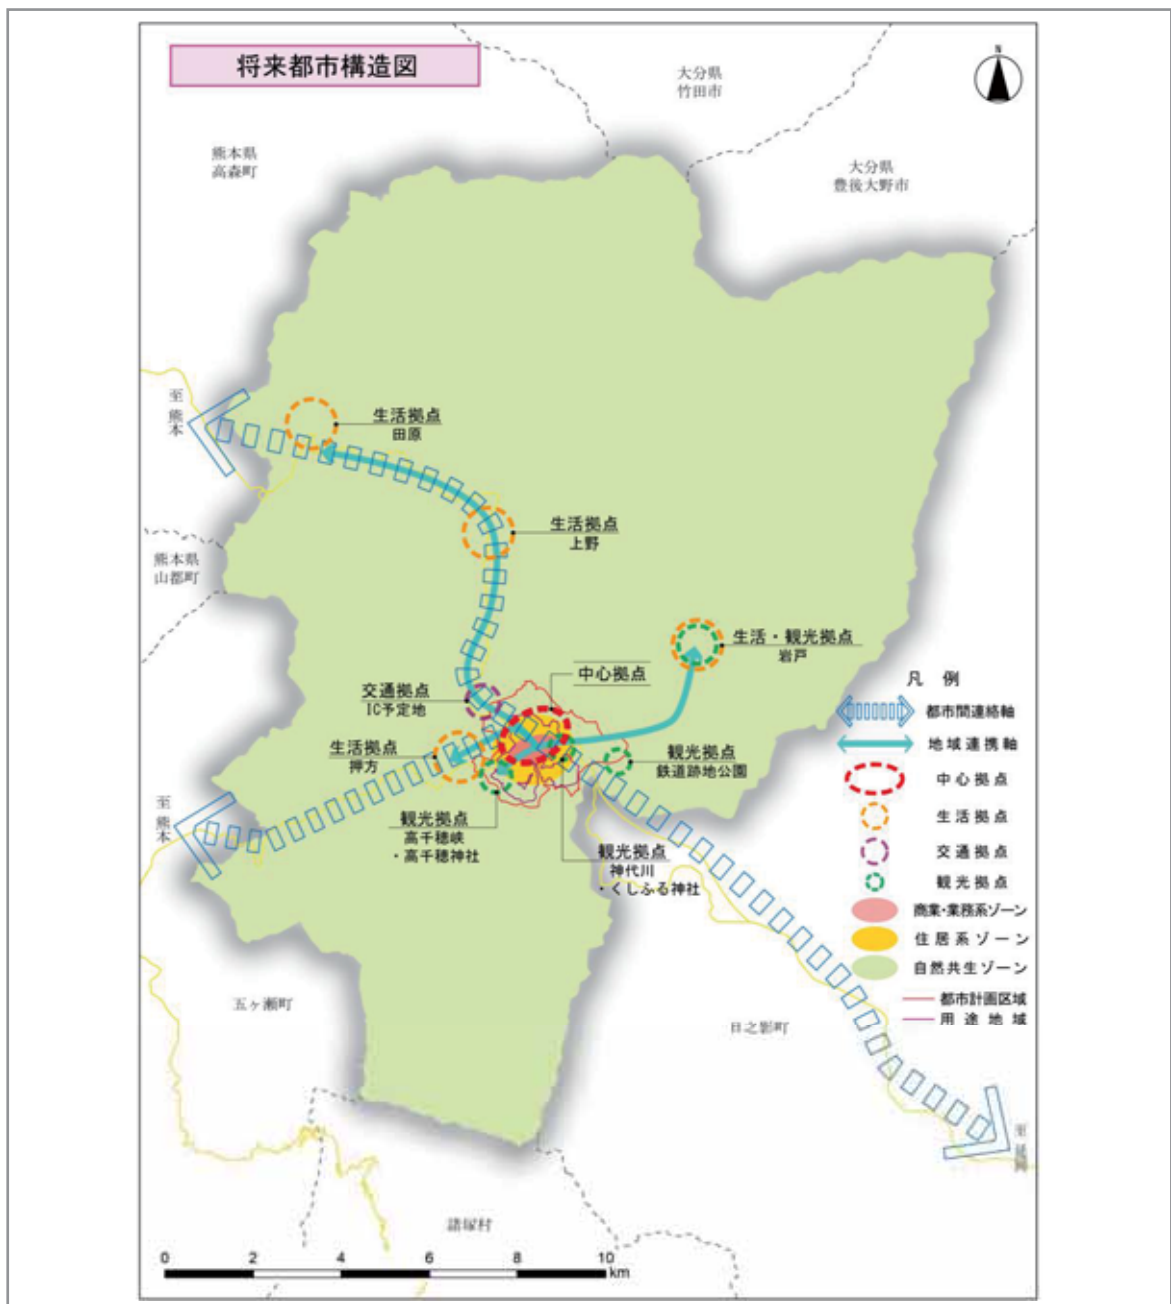 将来都市構造図
N
大分県
竹田市
熊本県
高森町
大分県
豊後大野市
至 熊本
生活拠点
田原
生活拠点
上野
熊本県
山都町
生活・観光拠点
岩戸
中心拠点
交通拠点
IC予定地
生活拠点
押方
観光拠点
鉄道跡地公園
至 熊本
観光拠点
高千穂峡
・高千穂神社
観光拠点
神代川
・くしふる神社
凡 例
都市間連絡軸
地域連携軸
中心拠点
生活拠点
交通拠点
観光拠点
商業・業務系ゾーン
住居系ゾーン
自然共生ゾーン
都市計画区域
用途地域
五ヶ瀬町
日之影町
至 延岡
諸塚村
0 2 4 6 8 10
km